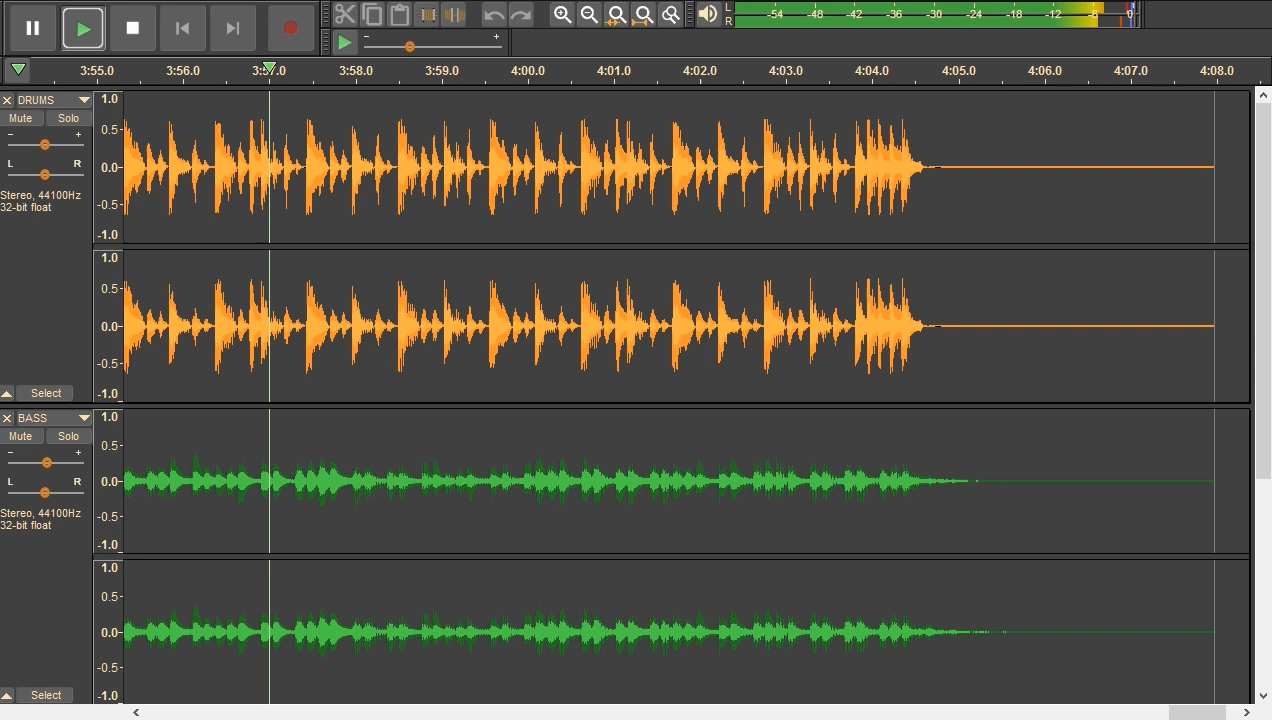 L
R
-54 -48 -42 -36 -30 -24 -18 -12 -6 0
- +
3:55.0 3:56.0 3:57.0 3:58.0 3:59.0 4:00.0 4:01.0 4:02.0 4:03.0 4:04.0 4:05.0 4:06.0 4:07.0 4:08.0
DRUMS
Mute Solo
- +
L R
Stereo, 44100Hz
32-bit float
Select
1.0
0.5
0.0
-0.5
-1.0
1.0
0.5
0.0
-0.5
-1.0
BASS
Mute Solo
- +
L R
Stereo, 44100Hz
32-bit float
Select
1.0
0.5
0.0
-0.5
-1.0
1.0
0.5
0.0
-0.5
-1.0